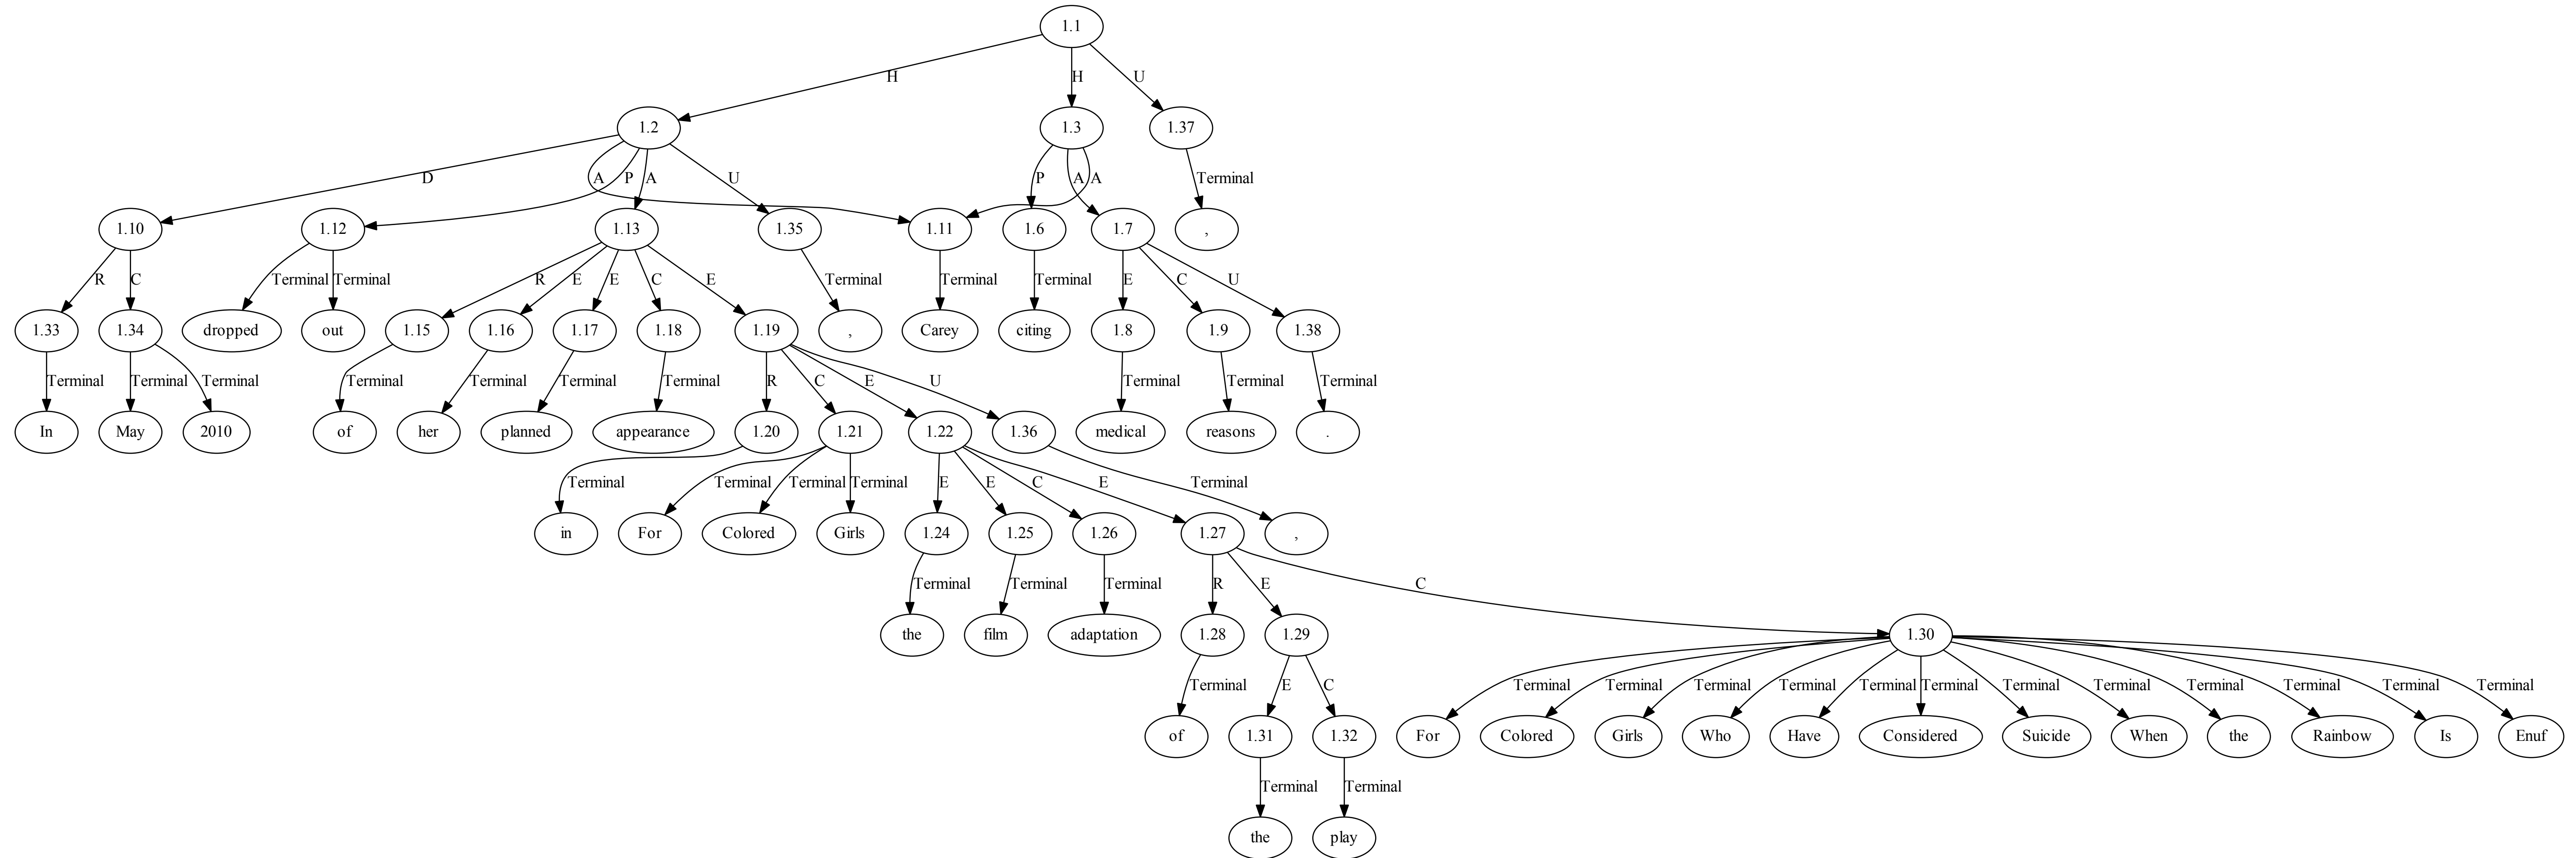 1.1
H H U
1.2 1.3 1.37
D A P A U P A A Terminal
1.10 1.12 1.13 1.35 1.11 1.6 1.7 ,
R C Terminal Terminal R E E C E Terminal Terminal Terminal E C U
1.33 1.34 dropped out 1.15 1.16 1.17 1.18 1.19 , Carey citing 1.8 1.9 1.38
Terminal Terminal Terminal Terminal Terminal Terminal Terminal R C E U Terminal Terminal Terminal
In May 2010 of her planned appearance 1.20 1.21 1.22 1.36 medical reasons .
Terminal Terminal Terminal Terminal E E C E Terminal
in For Colored Girls 1.24 1.25 1.26 1.27 ,
Terminal Terminal Terminal R E C
the film adaptation 1.28 1.29 1.30
Terminal E C Terminal Terminal Terminal Terminal Terminal Terminal Terminal Terminal Terminal Terminal Terminal Terminal
of 1.31 1.32 For Colored Girls Who Have Considered Suicide When the Rainbow Is Enuf
Terminal Terminal
the play